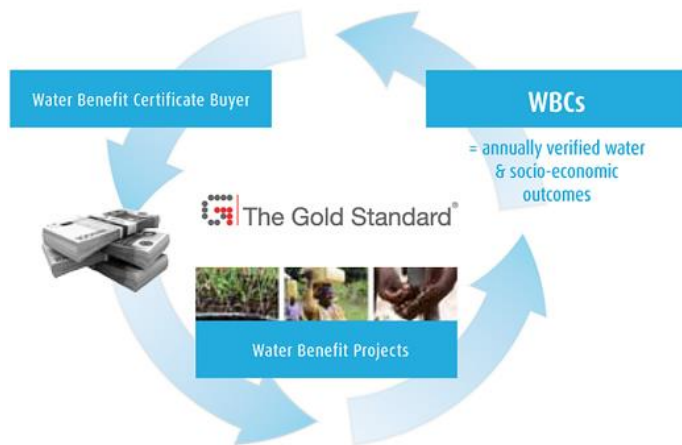 Water Benefit Certificate Buyer
WBCs
= annually verified water
& socio-economic
outcomes
The Gold Standard®
Water Benefit Projects